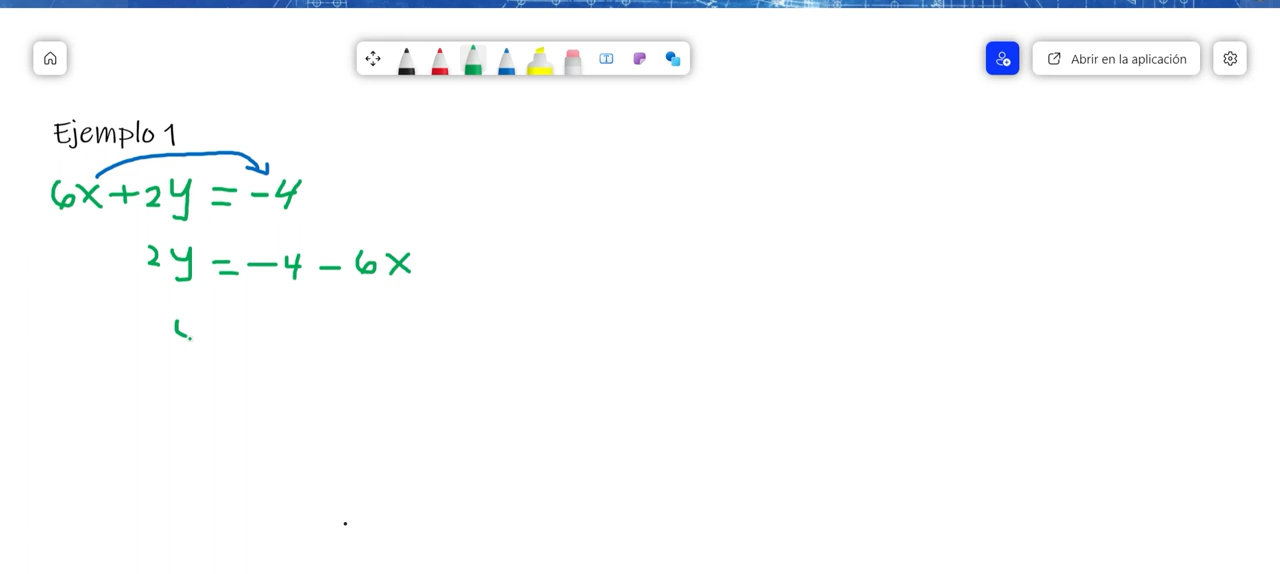 Abrir en la aplicación
Ejemplo 1
6x+2y = -4
2y = -4 - 6x